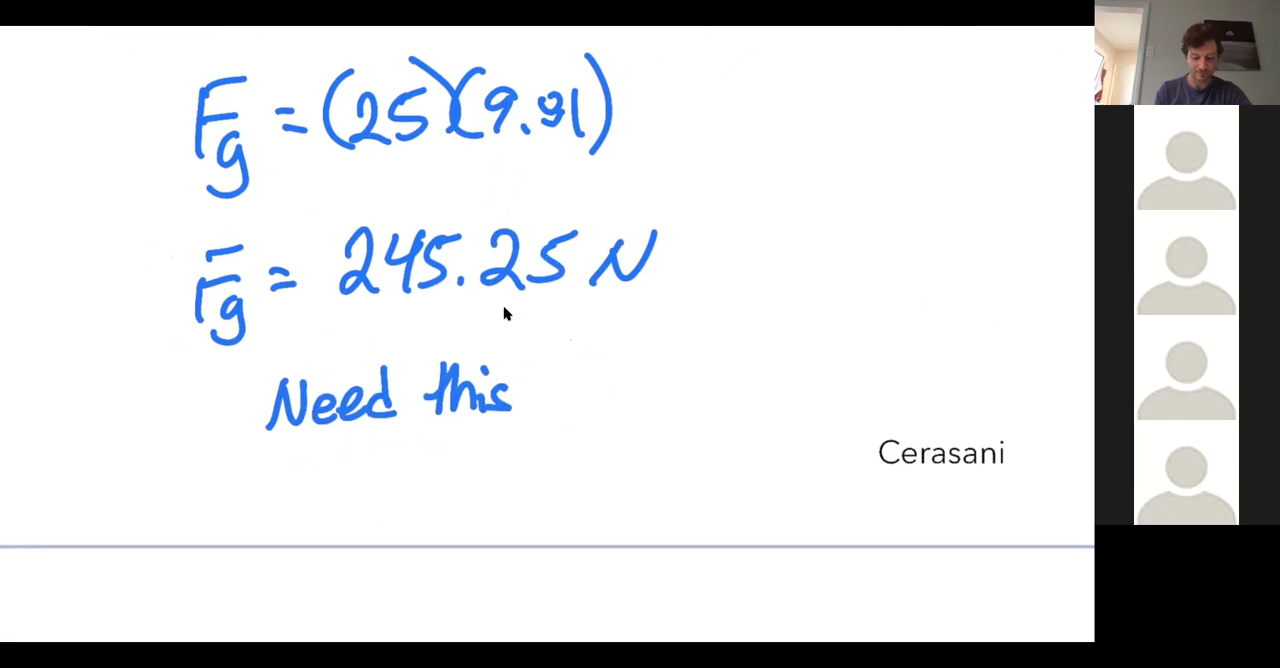 Fg = (25)(9.81)
Fg = 245.25 N
Need this
Cerasani